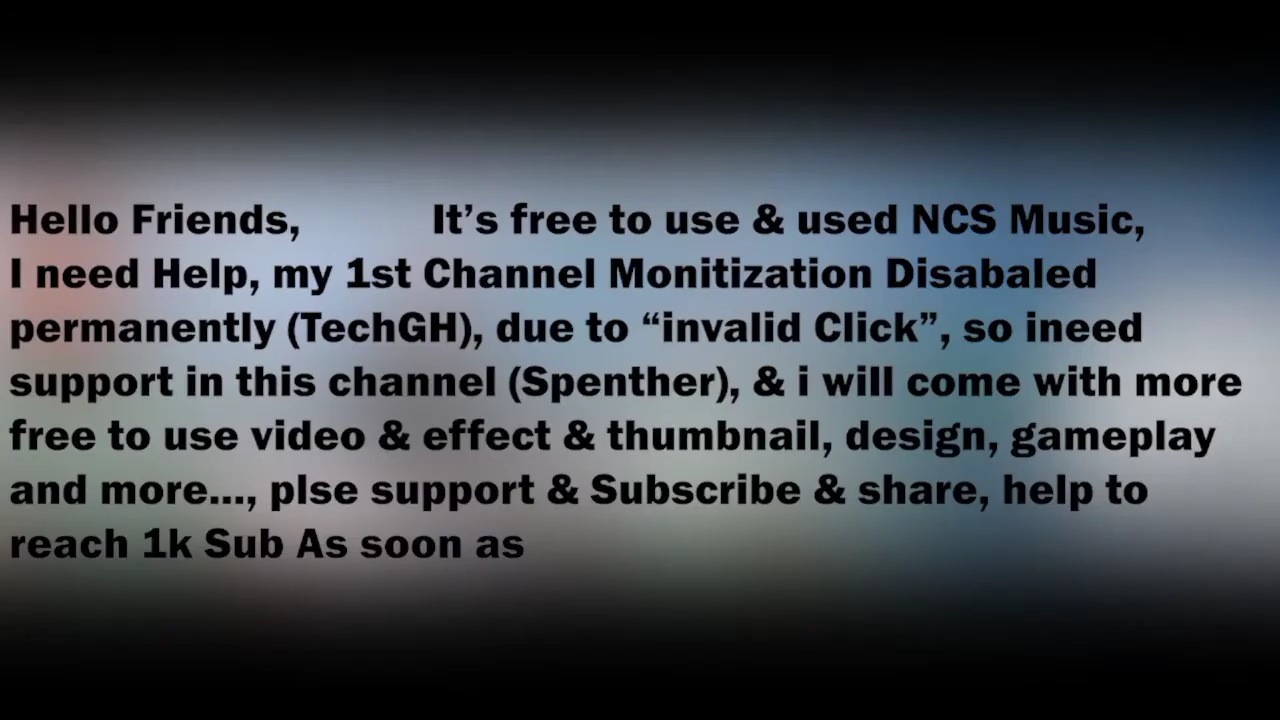 Hello Friends, It’s free to use & used NCS Music,
I need Help, my 1st Channel Monitization Disabaled
permanently (TechGH), due to “invalid Click”, so ineed
support in this channel (Spenther), & i will come with more
free to use video & effect & thumbnail, design, gameplay
and more..., plse support & Subscribe & share, help to
reach 1k Sub As soon as